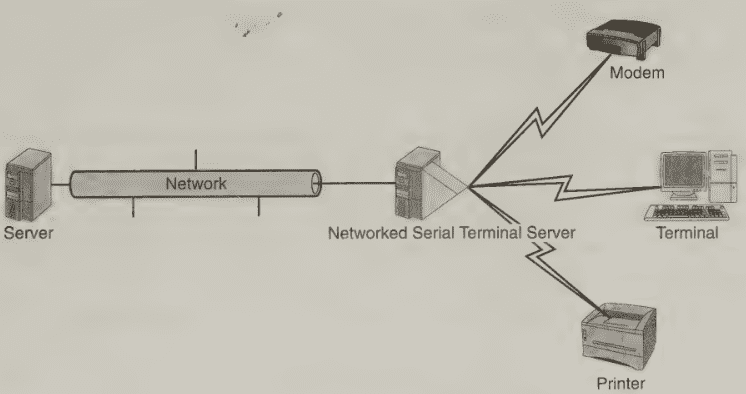 Modem
Network
Server
Networked Serial Terminal Server
Terminal
Printer